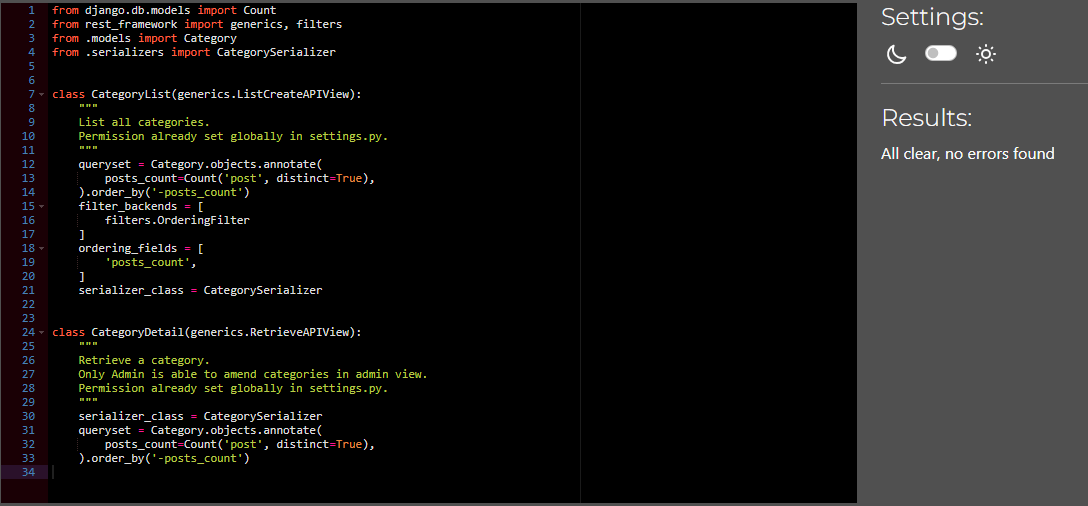 1 from django.db.models import Count
2 from rest_framework import generics, filters
3 from .models import Category
4 from .serializers import CategorySerializer
5
6
7 class CategoryList(generics.ListCreateAPIView):
8 """
9 List all categories.
10 Permission already set globally in settings.py.
11 """
12 queryset = Category.objects.annotate(
13 posts_count=Count('post', distinct=True),
14 ).order_by('-posts_count')
15 filter_backends = [
16 filters.OrderingFilter
17 ]
18 ordering_fields = [
19 'posts_count',
20 ]
21 serializer_class = CategorySerializer
22
23
24 class CategoryDetail(generics.RetrieveAPIView):
25 """
26 Retrieve a category.
27 Only Admin is able to amend categories in admin view.
28 Permission already set globally in settings.py.
29 """
30 serializer_class = CategorySerializer
31 queryset = Category.objects.annotate(
32 posts_count=Count('post', distinct=True),
33 ).order_by('-posts_count')
34
Settings:
Results:
All clear, no errors found